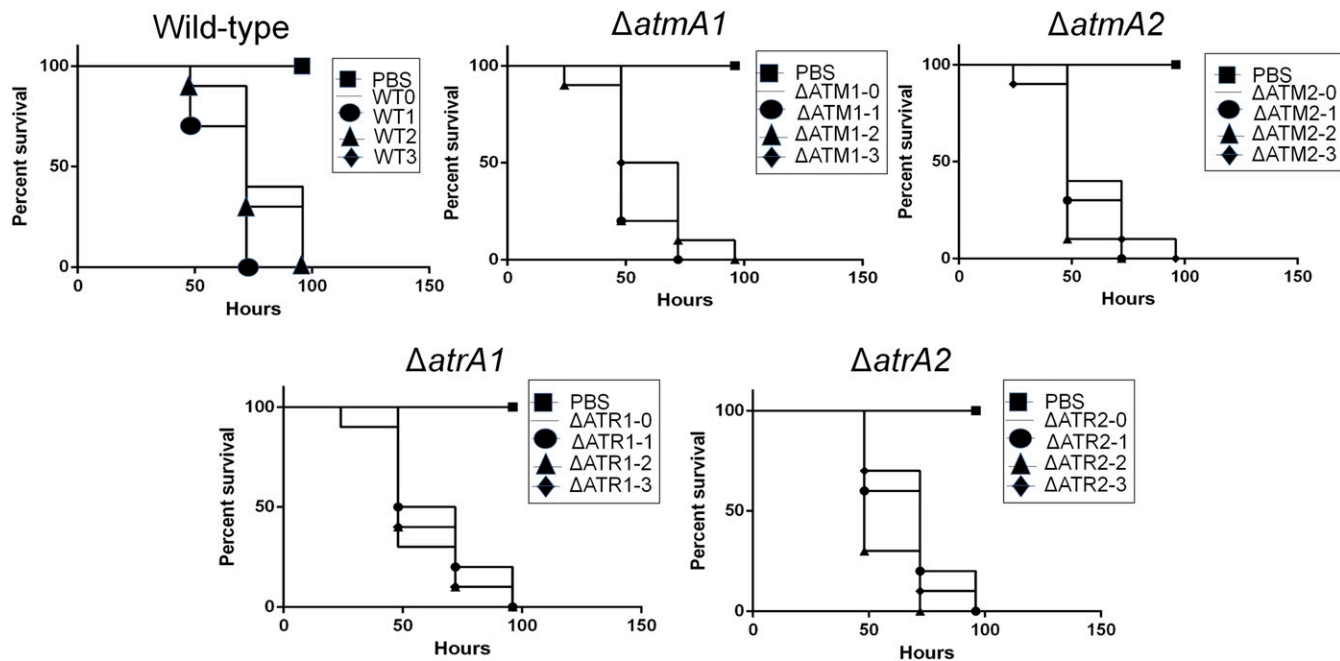 Wild-type
Percent survival
100
50
0
50
100
150
Hours
PBS
WT0
WT1
WT2
WT3
ΔatmA1
Percent survival
100
50
0
0
50
100
150
Hours
PBS
ΔATM1-0
ΔATM1-1
ΔATM1-2
ΔATM1-3
ΔatmA2
Percent survival
100
50
0
0
50
100
150
Hours
PBS
ΔATM2-0
ΔATM2-1
ΔATM2-2
ΔATM2-3
ΔatrA1
Percent survival
100
50
0
0
50
100
150
Hours
PBS
ΔATR1-0
ΔATR1-1
ΔATR1-2
ΔATR1-3
ΔatrA2
Percent survival
100
50
0
0
50
100
150
Hours
PBS
ΔATR2-0
ΔATR2-1
ΔATR2-2
ΔATR2-3